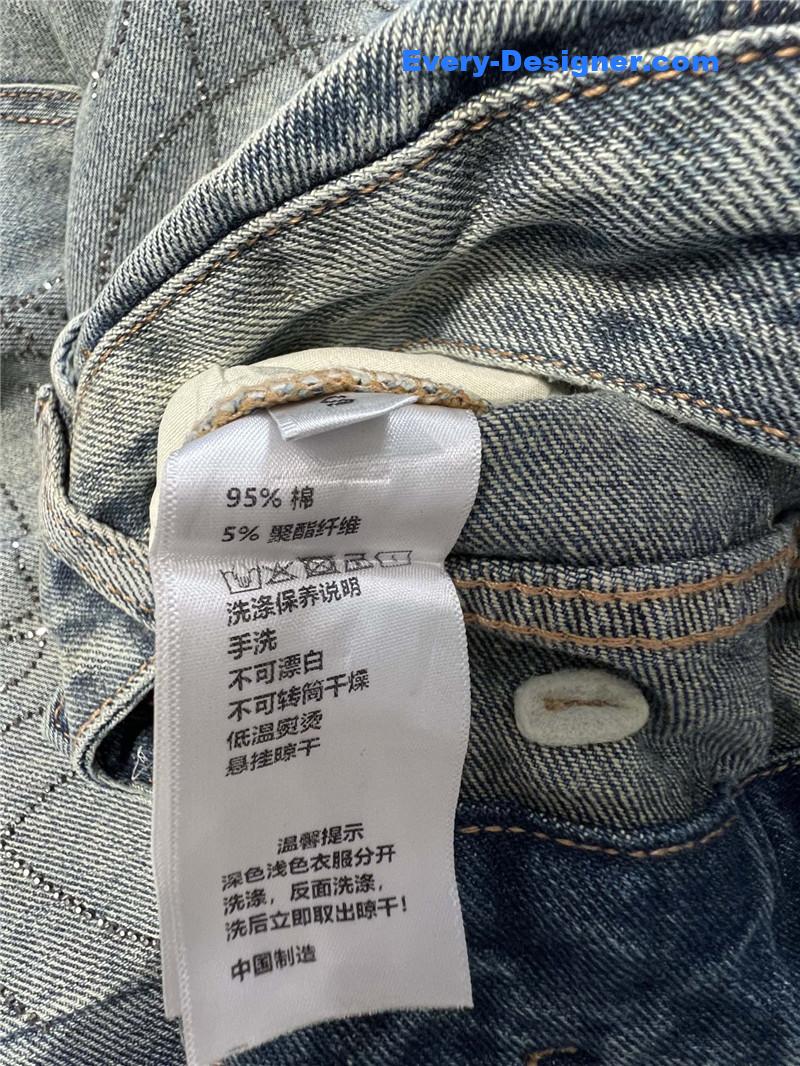 Every-Designer.com
95% 棉
5% 聚酯纤维
洗涤保养说明
手洗
不可漂白
不可转筒干燥
低温熨烫
悬挂晾干
温馨提示
深色浅色衣服分开
洗涤，反面洗涤，
洗后立即取出晾干！
中国制造